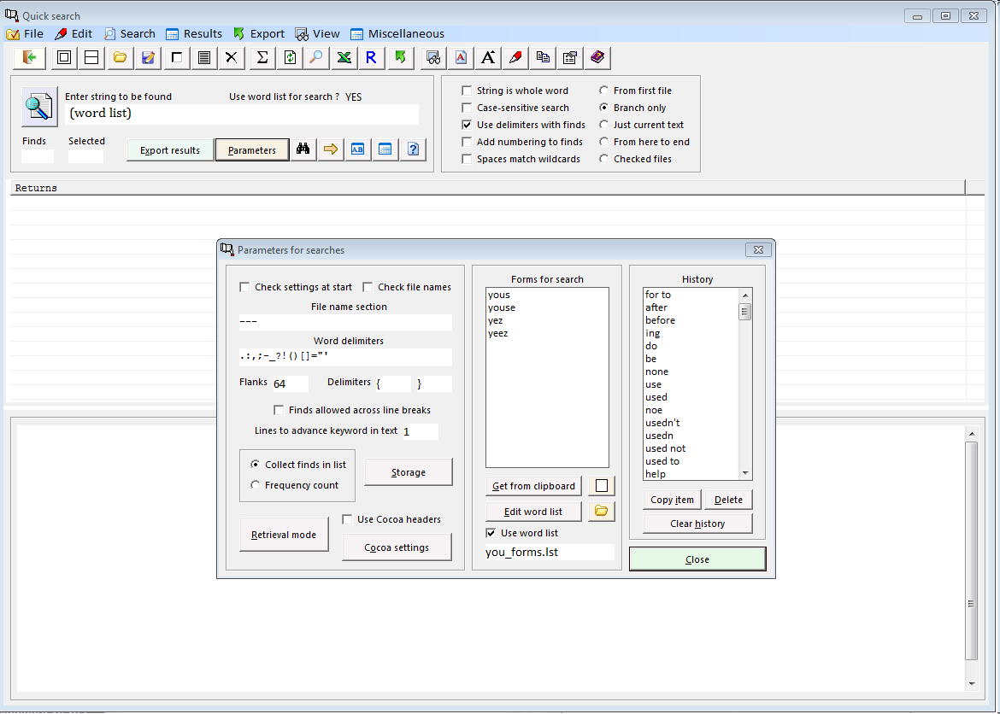 Quick search
File Edit Search Results Export View Miscellaneous
Enter string to be found Use word list for search ? YES
(word list)
Finds Selected
Export results Parameters
String is whole word
Case-sensitive search
Use delimiters with finds
Add numbering to finds
Spaces match wildcards
From first file
Branch only
Just current text
From here to end
Checked files
Returns
Parameters for searches
Check settings at start Check file names
File name section
---
Word delimiters
.:,;-_?!()[]="'
Flanks 64 Delimiters { }
Finds allowed across line breaks
Lines to advance keyword in text 1
Collect finds in list
Frequency count
Storage
Retrieval mode
Use Cocoa headers
Cocoa settings
Forms for search
yous
youse
yez
yeez
Get from clipboard
Edit word list
Use word list
you_forms.lst
History
for to
after
before
ing
do
be
none
use
used
noe
usedn't
usedn
used not
used to
help
Copy item Delete
Clear history
Close